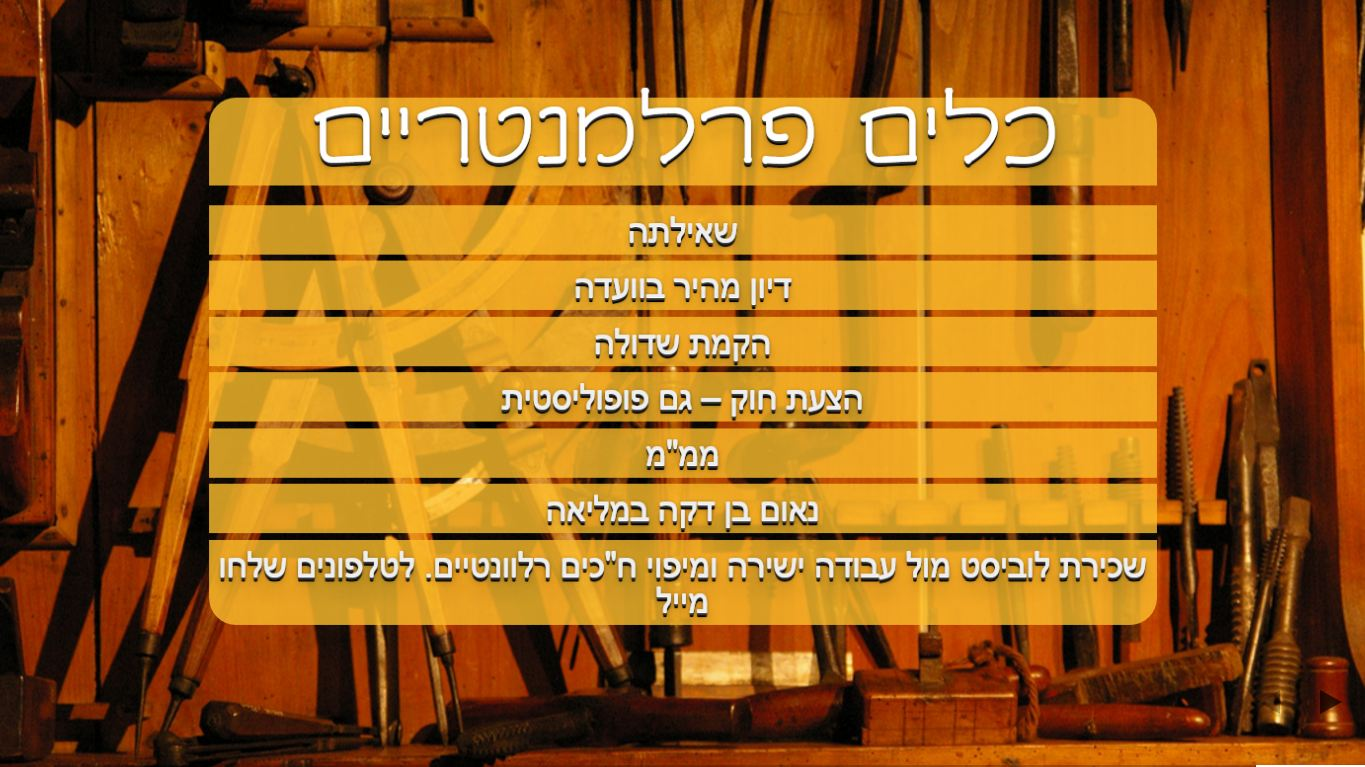 כלים פרלמנטריים
שאילתה
דיון מהיר בוועדה
הקמת שדולה
הצעת חוק – גם פופוליסטית
ממ"מ
נאום בן דקה במליאה
שכירת לוביסט מול עבודה ישירה ומיפוי ח"כים רלוונטיים. לטלפונים שלחו
מייל